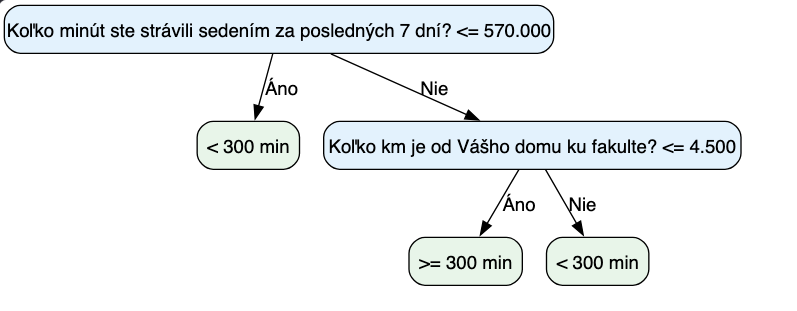 Koľko minút ste strávili sedením za posledných 7 dní? <= 570.000
Áno
Nie
< 300 min
Koľko km je od Vášho domu ku fakulte? <= 4.500
Áno
Nie
>= 300 min
< 300 min